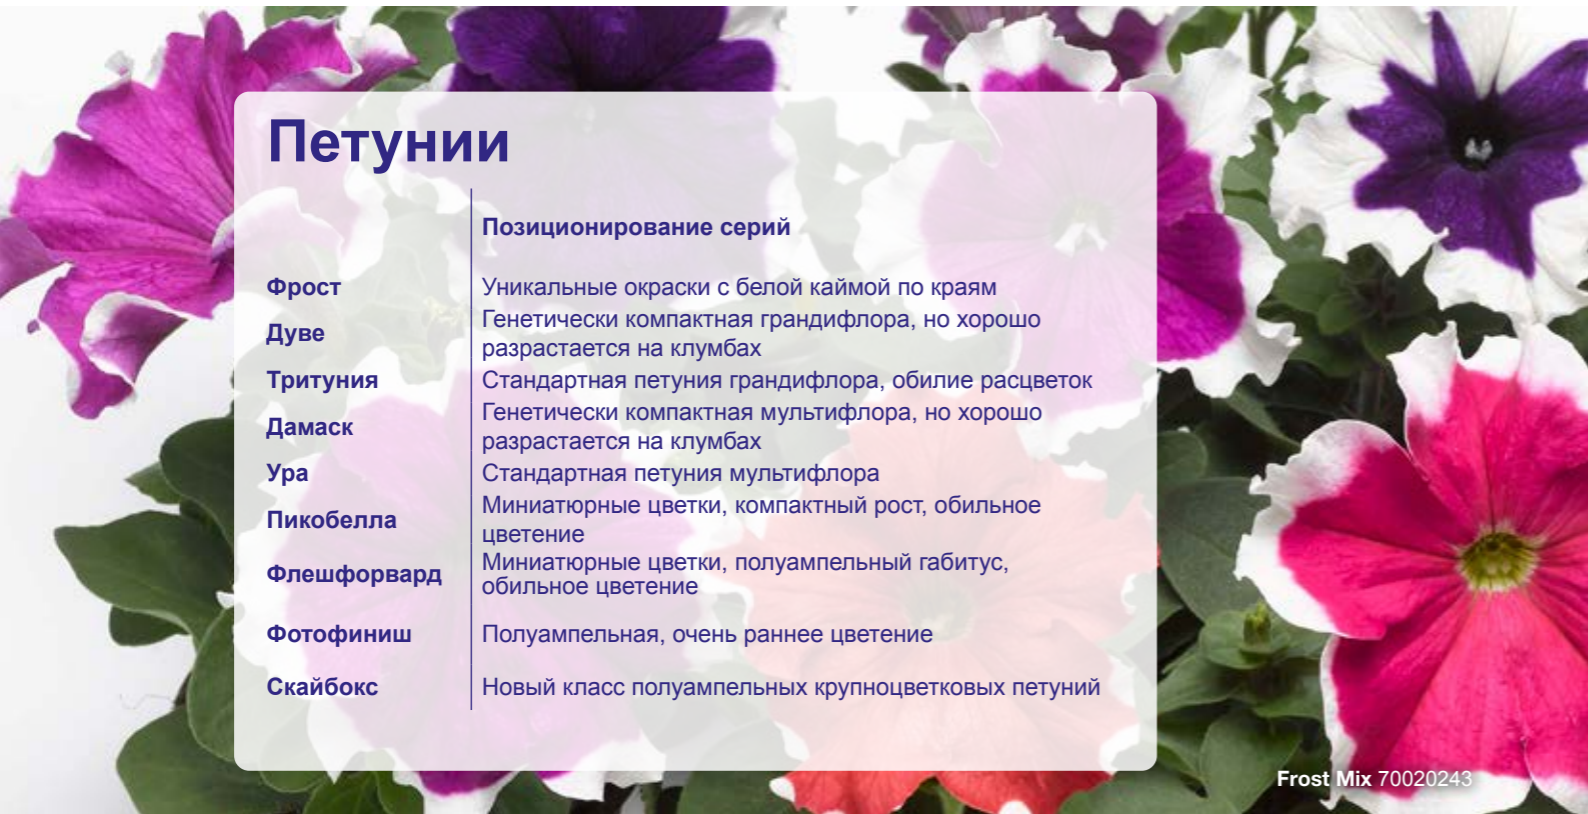 Петунии
Позиционирование серий
Фрост Уникальные окраски с белой каймой по краям
Дуве Генетически компактная грандифлора, но хорошо
разрастается на клумбах
Тритуния Стандартная петуния грандифлора, обилие расцветок
Дамаск Генетически компактная мультифлора, но хорошо
разрастается на клумбах
Ура Стандартная петуния мультифлора
Пикобелла Миниатюрные цветки, компактный рост, обильное
цветение
Флешфорвард Миниатюрные цветки, полуампельный габитус,
обильное цветение
Фотофиниш Полуампельная, очень раннее цветение
Скайбокс Новый класс полуампельных крупноцветковых петуний
Frost Mix 70020243